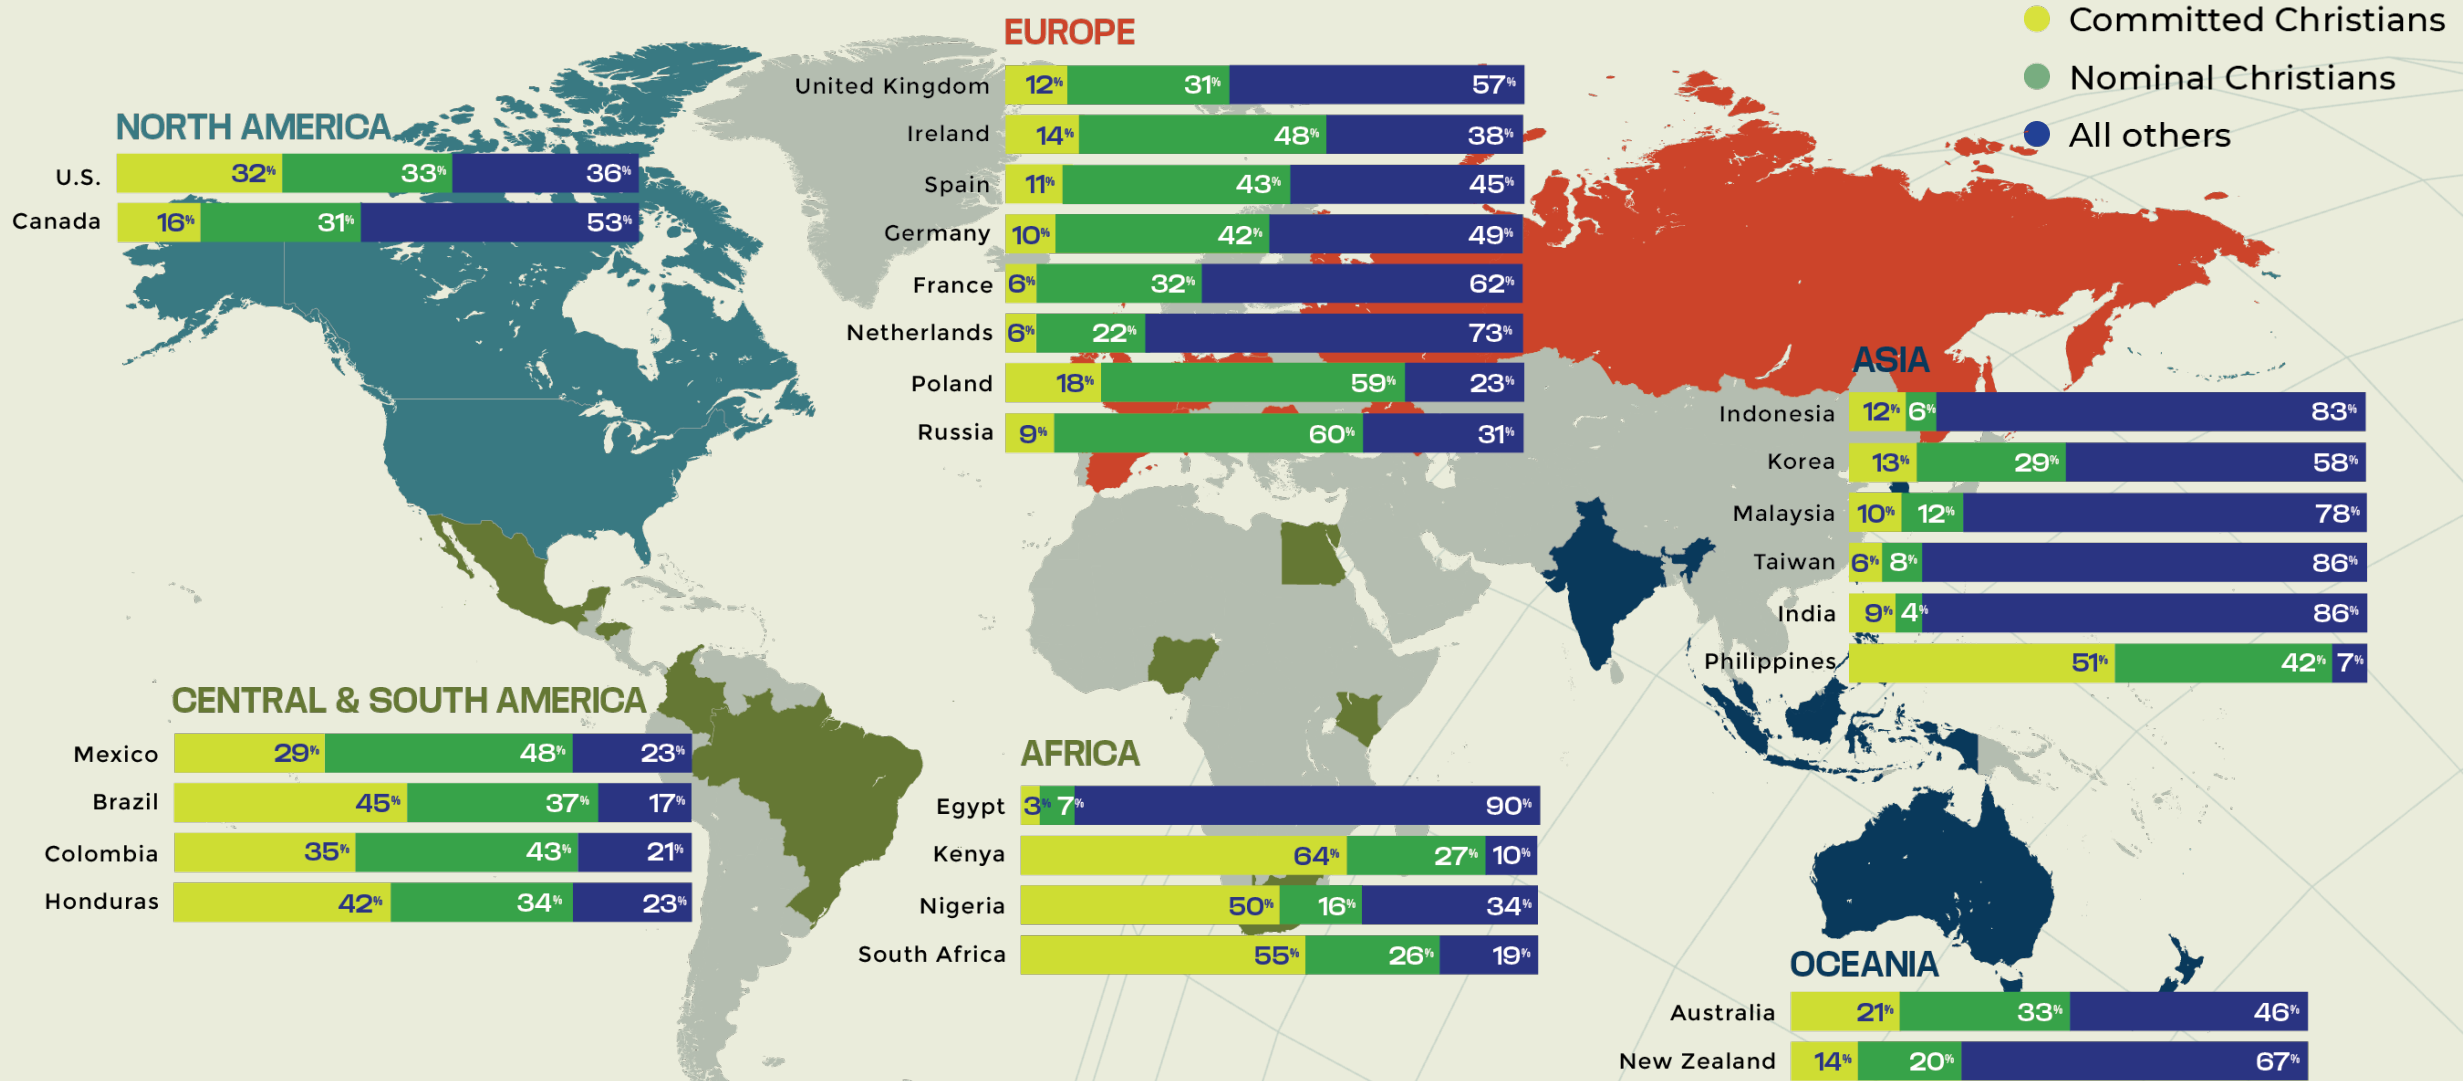 Committed Christians
Nominal Christians
All others
NORTH AMERICA
U.S. 32% 33% 36%
Canada 16% 31% 53%
EUROPE
United Kingdom 12% 31% 57%
Ireland 14% 48% 38%
Spain 11% 43% 45%
Germany 10% 42% 49%
France 6% 32% 62%
Netherlands 6% 22% 73%
Poland 18% 59% 23%
Russia 9% 60% 31%
ASIA
Indonesia 12% 6% 83%
Korea 13% 29% 58%
Malaysia 10% 12% 78%
Taiwan 6% 8% 86%
India 9% 4% 86%
Philippines 51% 42% 7%
CENTRAL & SOUTH AMERICA
Mexico 29% 48% 23%
Brazil 45% 37% 17%
Colombia 35% 43% 21%
Honduras 42% 34% 23%
AFRICA
Egypt 3% 7% 90%
Kenya 64% 27% 10%
Nigeria 50% 16% 34%
South Africa 55% 26% 19%
OCEANIA
Australia 21% 33% 46%
New Zealand 14% 20% 67%